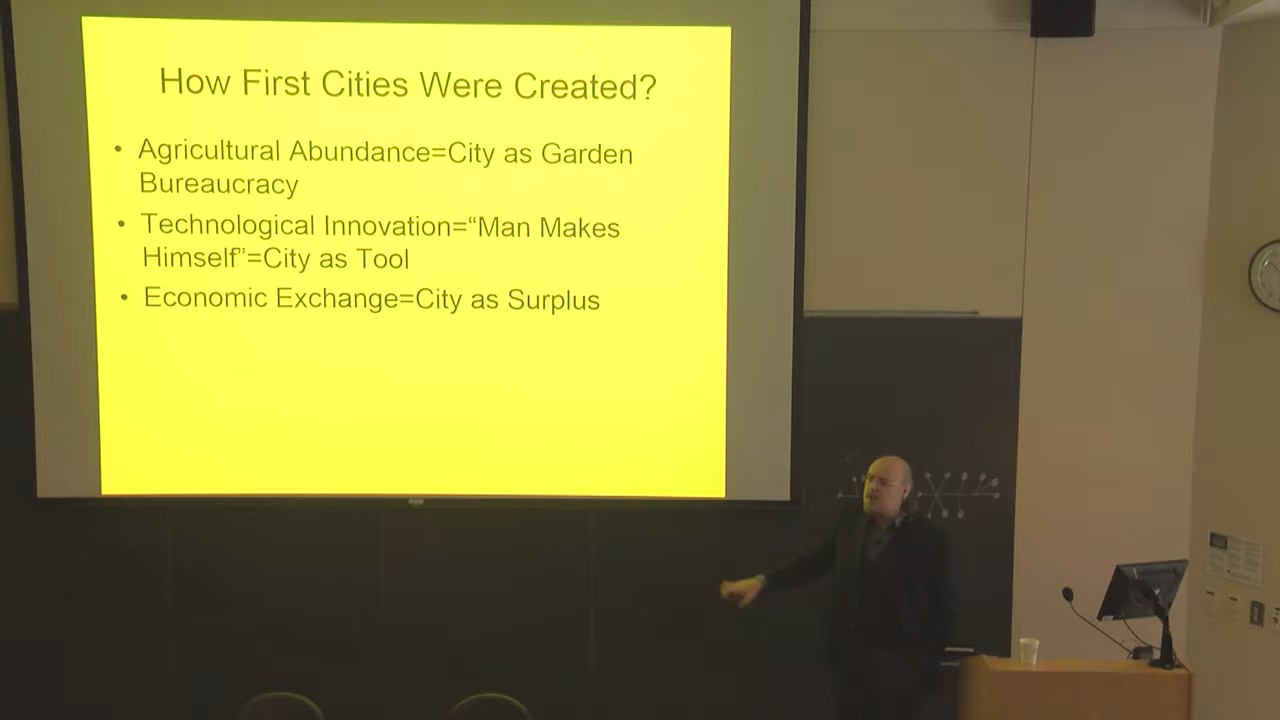 How First Cities Were Created?
• Agricultural Abundance=City as Garden
Bureaucracy
• Technological Innovation=“Man Makes
Himself”=City as Tool
• Economic Exchange=City as Surplus